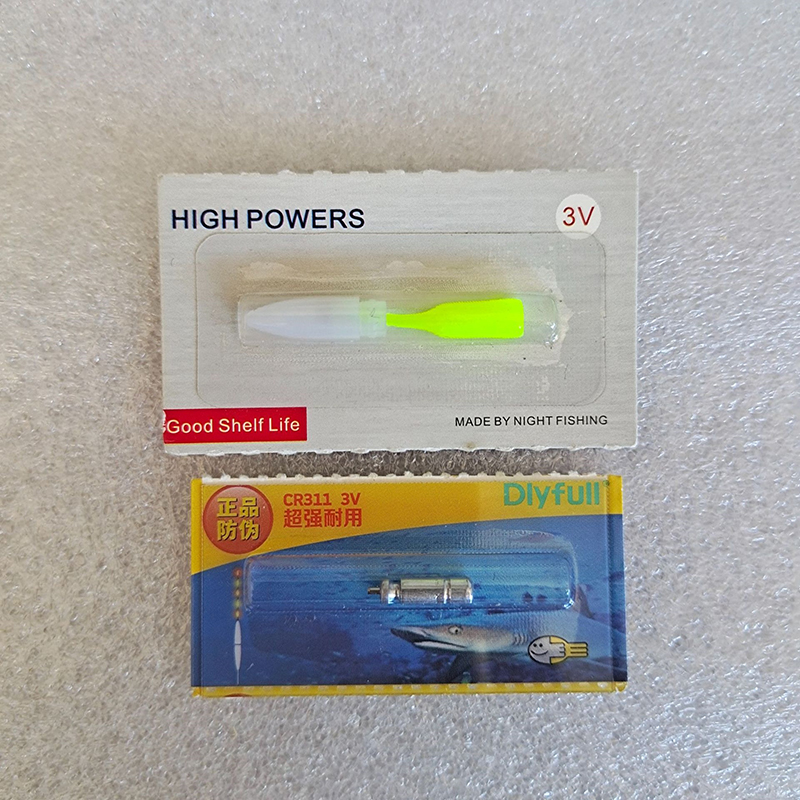 HIGH POWERS
3V
Good Shelf Life
MADE BY NIGHT FISHING
正品
防伪
CR311 3V
超强耐用
Dlyfull